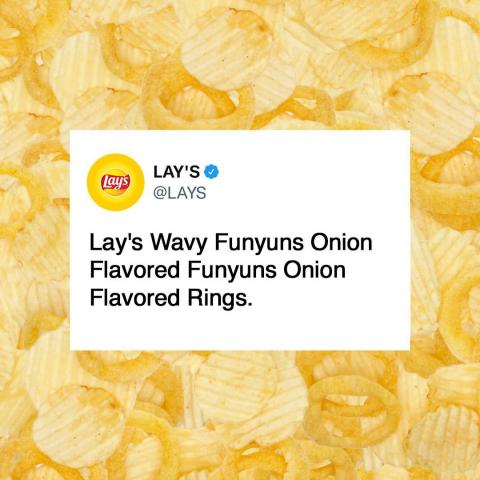 Lay's
LAY'S
@LAYS
Lay's Wavy Funyuns Onion
Flavored Funyuns Onion
Flavored Rings.